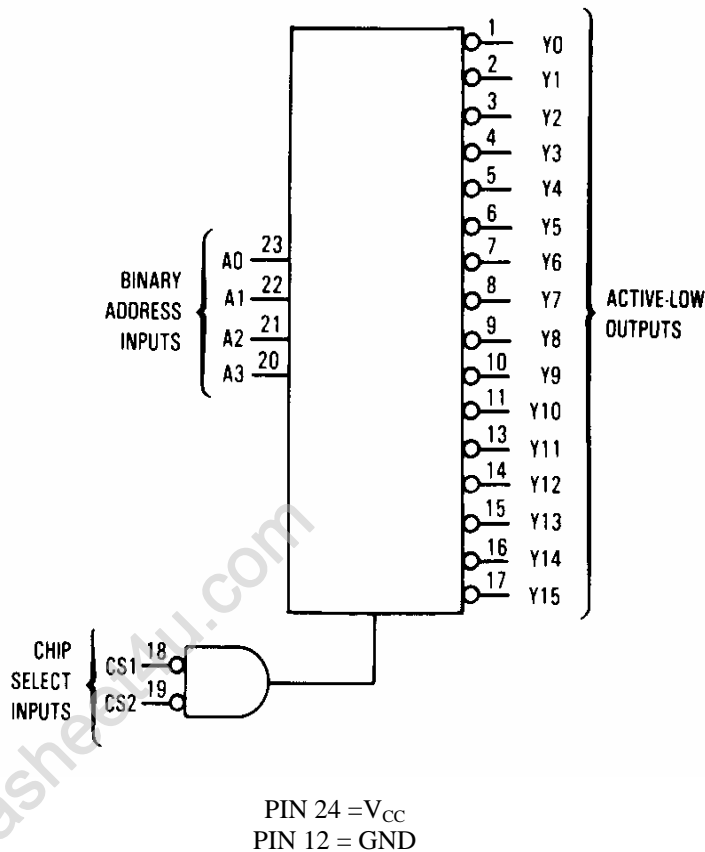 1 Y0
2 Y1
3 Y2
4 Y3
5 Y4
6 Y5
7 Y6
8 Y7
9 Y8
10 Y9
11 Y10
13 Y11
14 Y12
15 Y13
16 Y14
17 Y15
BINARY
ADDRESS
INPUTS
A0 23
A1 22
A2 21
A3 20
ACTIVE-LOW
OUTPUTS
CHIP
SELECT
INPUTS
CS1 18
CS2 19
PIN 24 =VCC
PIN 12 = GND
asheet4u.com